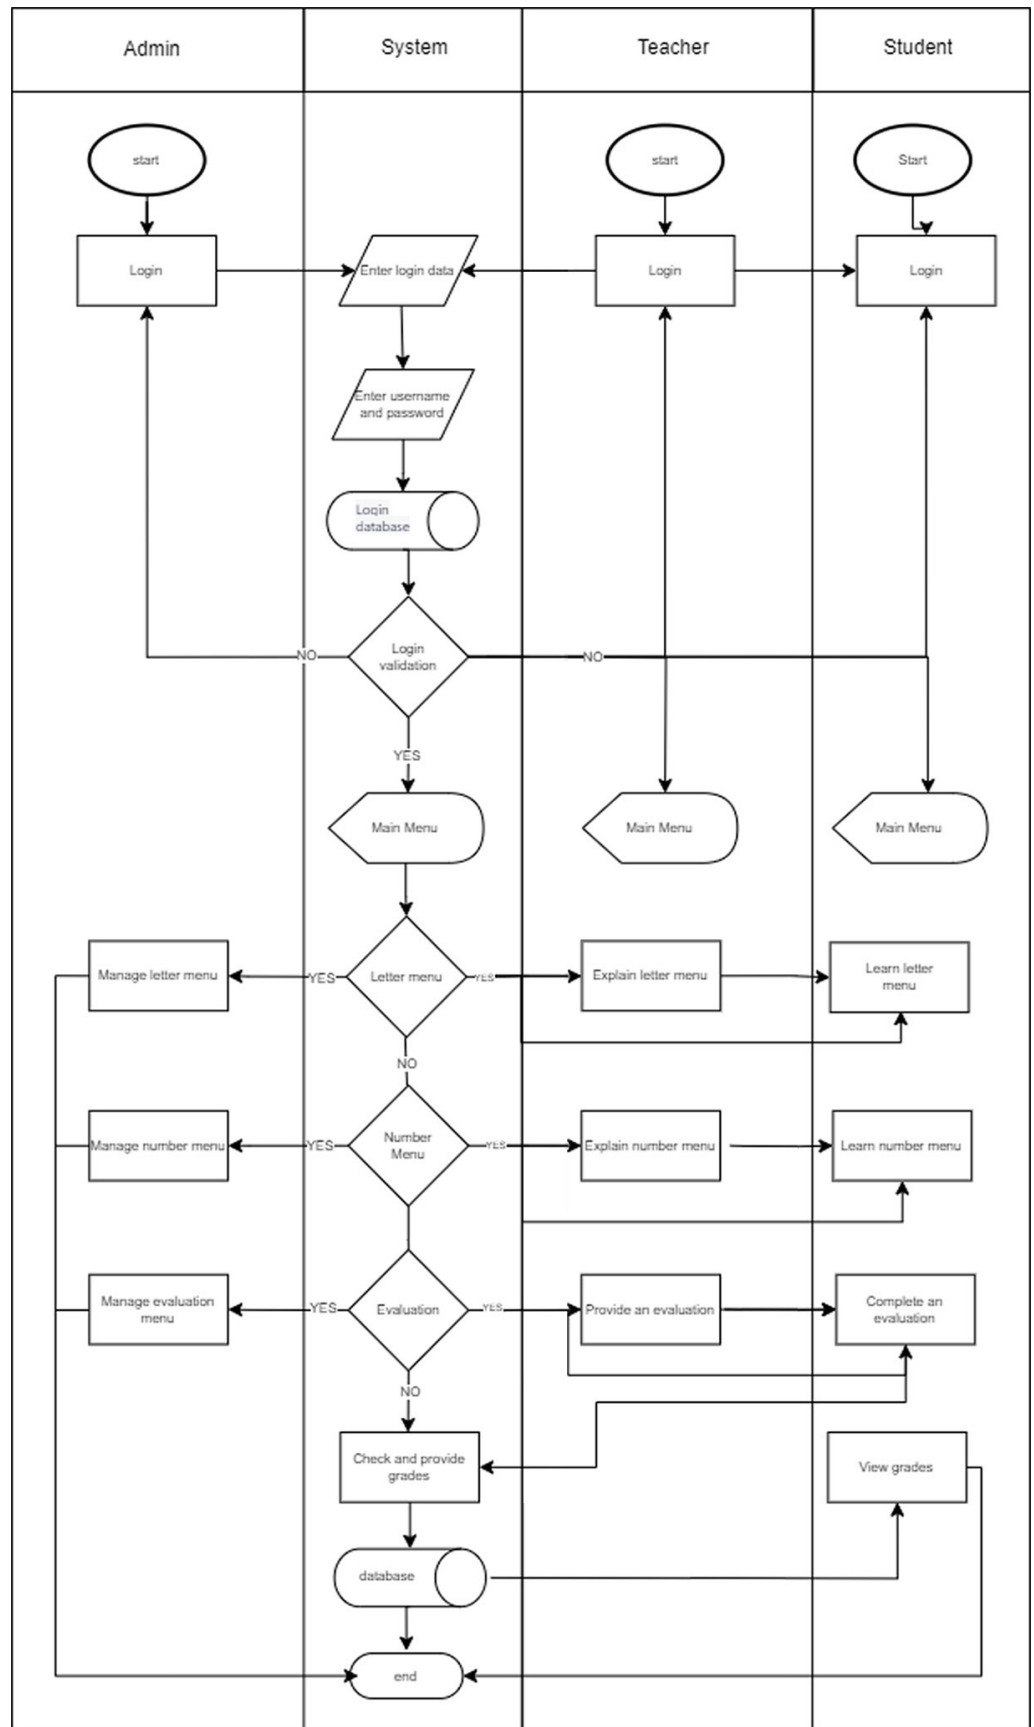 Admin
System
Teacher
Student
start
start
Start
Login
Enter login data
Login
Login
Enter username
and password
Login
database
Login
validation
NO
NO
YES
Main Menu
Main Menu
Main Menu
Manage letter menu
YES
Letter menu
YES
Explain letter menu
Learn letter
menu
NO
Manage number menu
YES
Number
Menu
YES
Explain number menu
Learn number menu
Manage evaluation
menu
YES
Evaluation
YES
Provide an evaluation
Complete an
evaluation
NO
Check and provide
grades
View grades
database
end